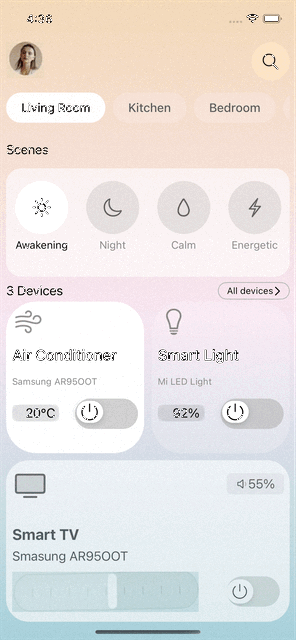 4:36
Living Room Kitchen Bedroom
Scenes
Awakening Night Calm Energetic
3 Devices All devices
Air Conditioner Smart Light
Samsung AR95OOT Mi LED Light
20°C 92%
55%
Smart TV
Smasung AR95OOT